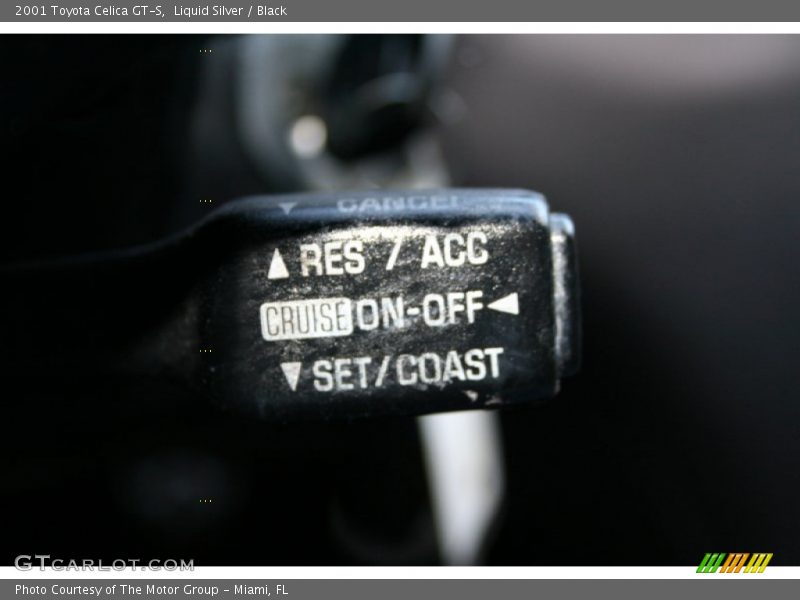 2001 Toyota Celica GT-S,  Liquid Silver / Black
▼ CANCEL
▲ RES / ACC
CRUISE ON-OFF ◀
▼ SET/COAST
GTCARLOT.COM
Photo Courtesy of The Motor Group - Miami, FL